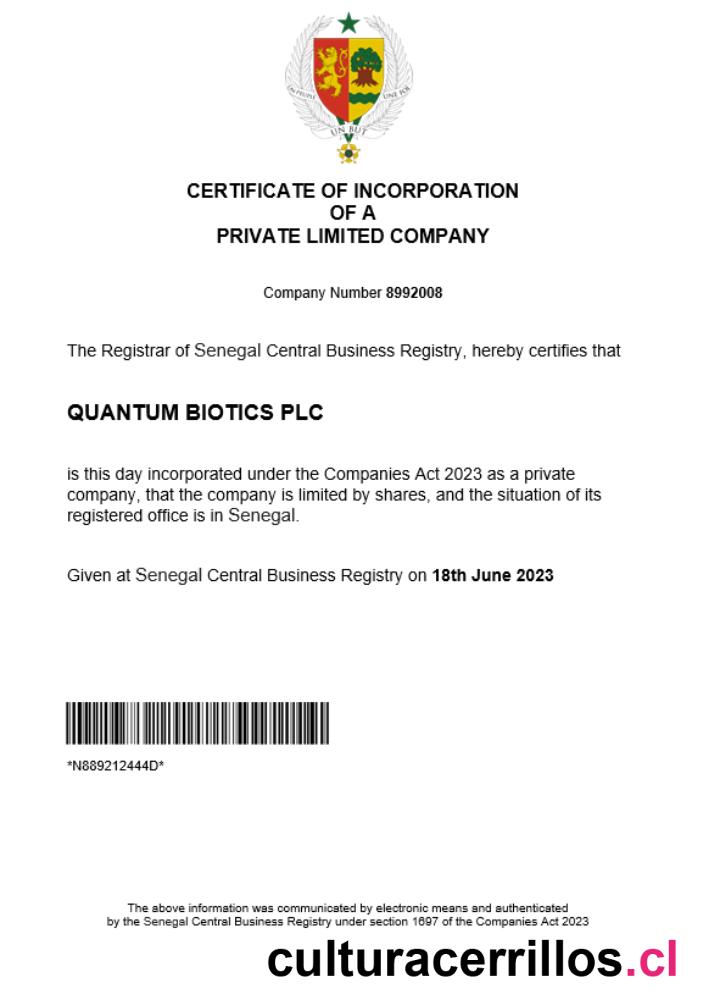 UN PEUPLE
UNE FOI
UN BUT
CERTIFICATE OF INCORPORATION
OF A
PRIVATE LIMITED COMPANY
Company Number 8992008
The Registrar of Senegal Central Business Registry, hereby certifies that
QUANTUM BIOTICS PLC
is this day incorporated under the Companies Act 2023 as a private
company, that the company is limited by shares, and the situation of its
registered office is in Senegal.
Given at Senegal Central Business Registry on 18th June 2023
*N889212444D*
The above information was communicated by electronic means and authenticated
by the Senegal Central Business Registry under section 1697 of the Companies Act 2023
culturacerrillos.cl